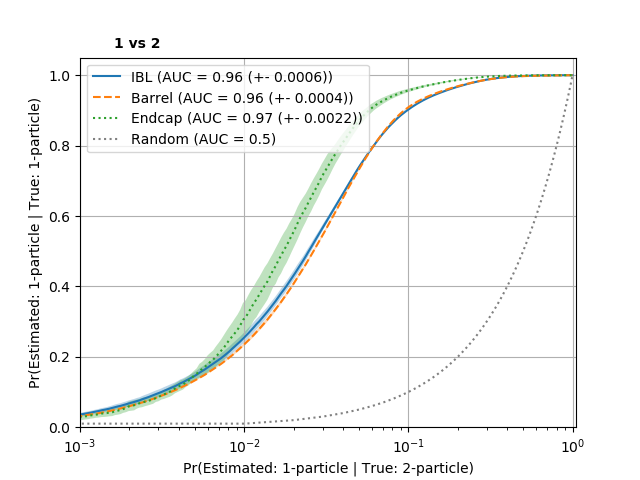 1 vs 2
IBL (AUC = 0.96 (+- 0.0006))
Barrel (AUC = 0.96 (+- 0.0004))
Endcap (AUC = 0.97 (+- 0.0022))
Random (AUC = 0.5)
1.0
0.8
0.6
0.4
0.2
0.0
Pr(Estimated: 1-particle | True: 1-particle)
10⁻³ 10⁻² 10⁻¹ 10⁰
Pr(Estimated: 1-particle | True: 2-particle)